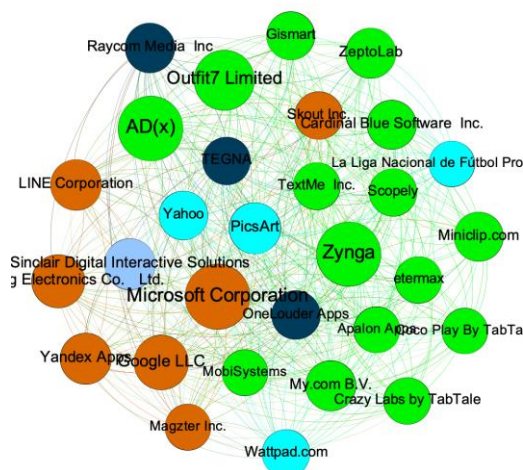 Gismart
Raycom Media Inc
ZeptoLab
Outfit7 Limited
Skout Inc.
AD(x)
Cardinal Blue Software Inc.
TEGNA
La Liga Nacional de Fútbol Pro
LINE Corporation
TextMe Inc.
Scopely
Yahoo
PicsArt
Miniclip.com
Zynga
Sinclair Digital Interactive Solutions
g Electronics Co. Ltd.
etermax
Microsoft Corporation
OneLouder Apps
Apalon Apps
Coco Play By TabTa
Yandex Apps
Google LLC
MobiSystems
My.com B.V.
Crazy Labs by TabTale
Magzter Inc.
Wattpad.com